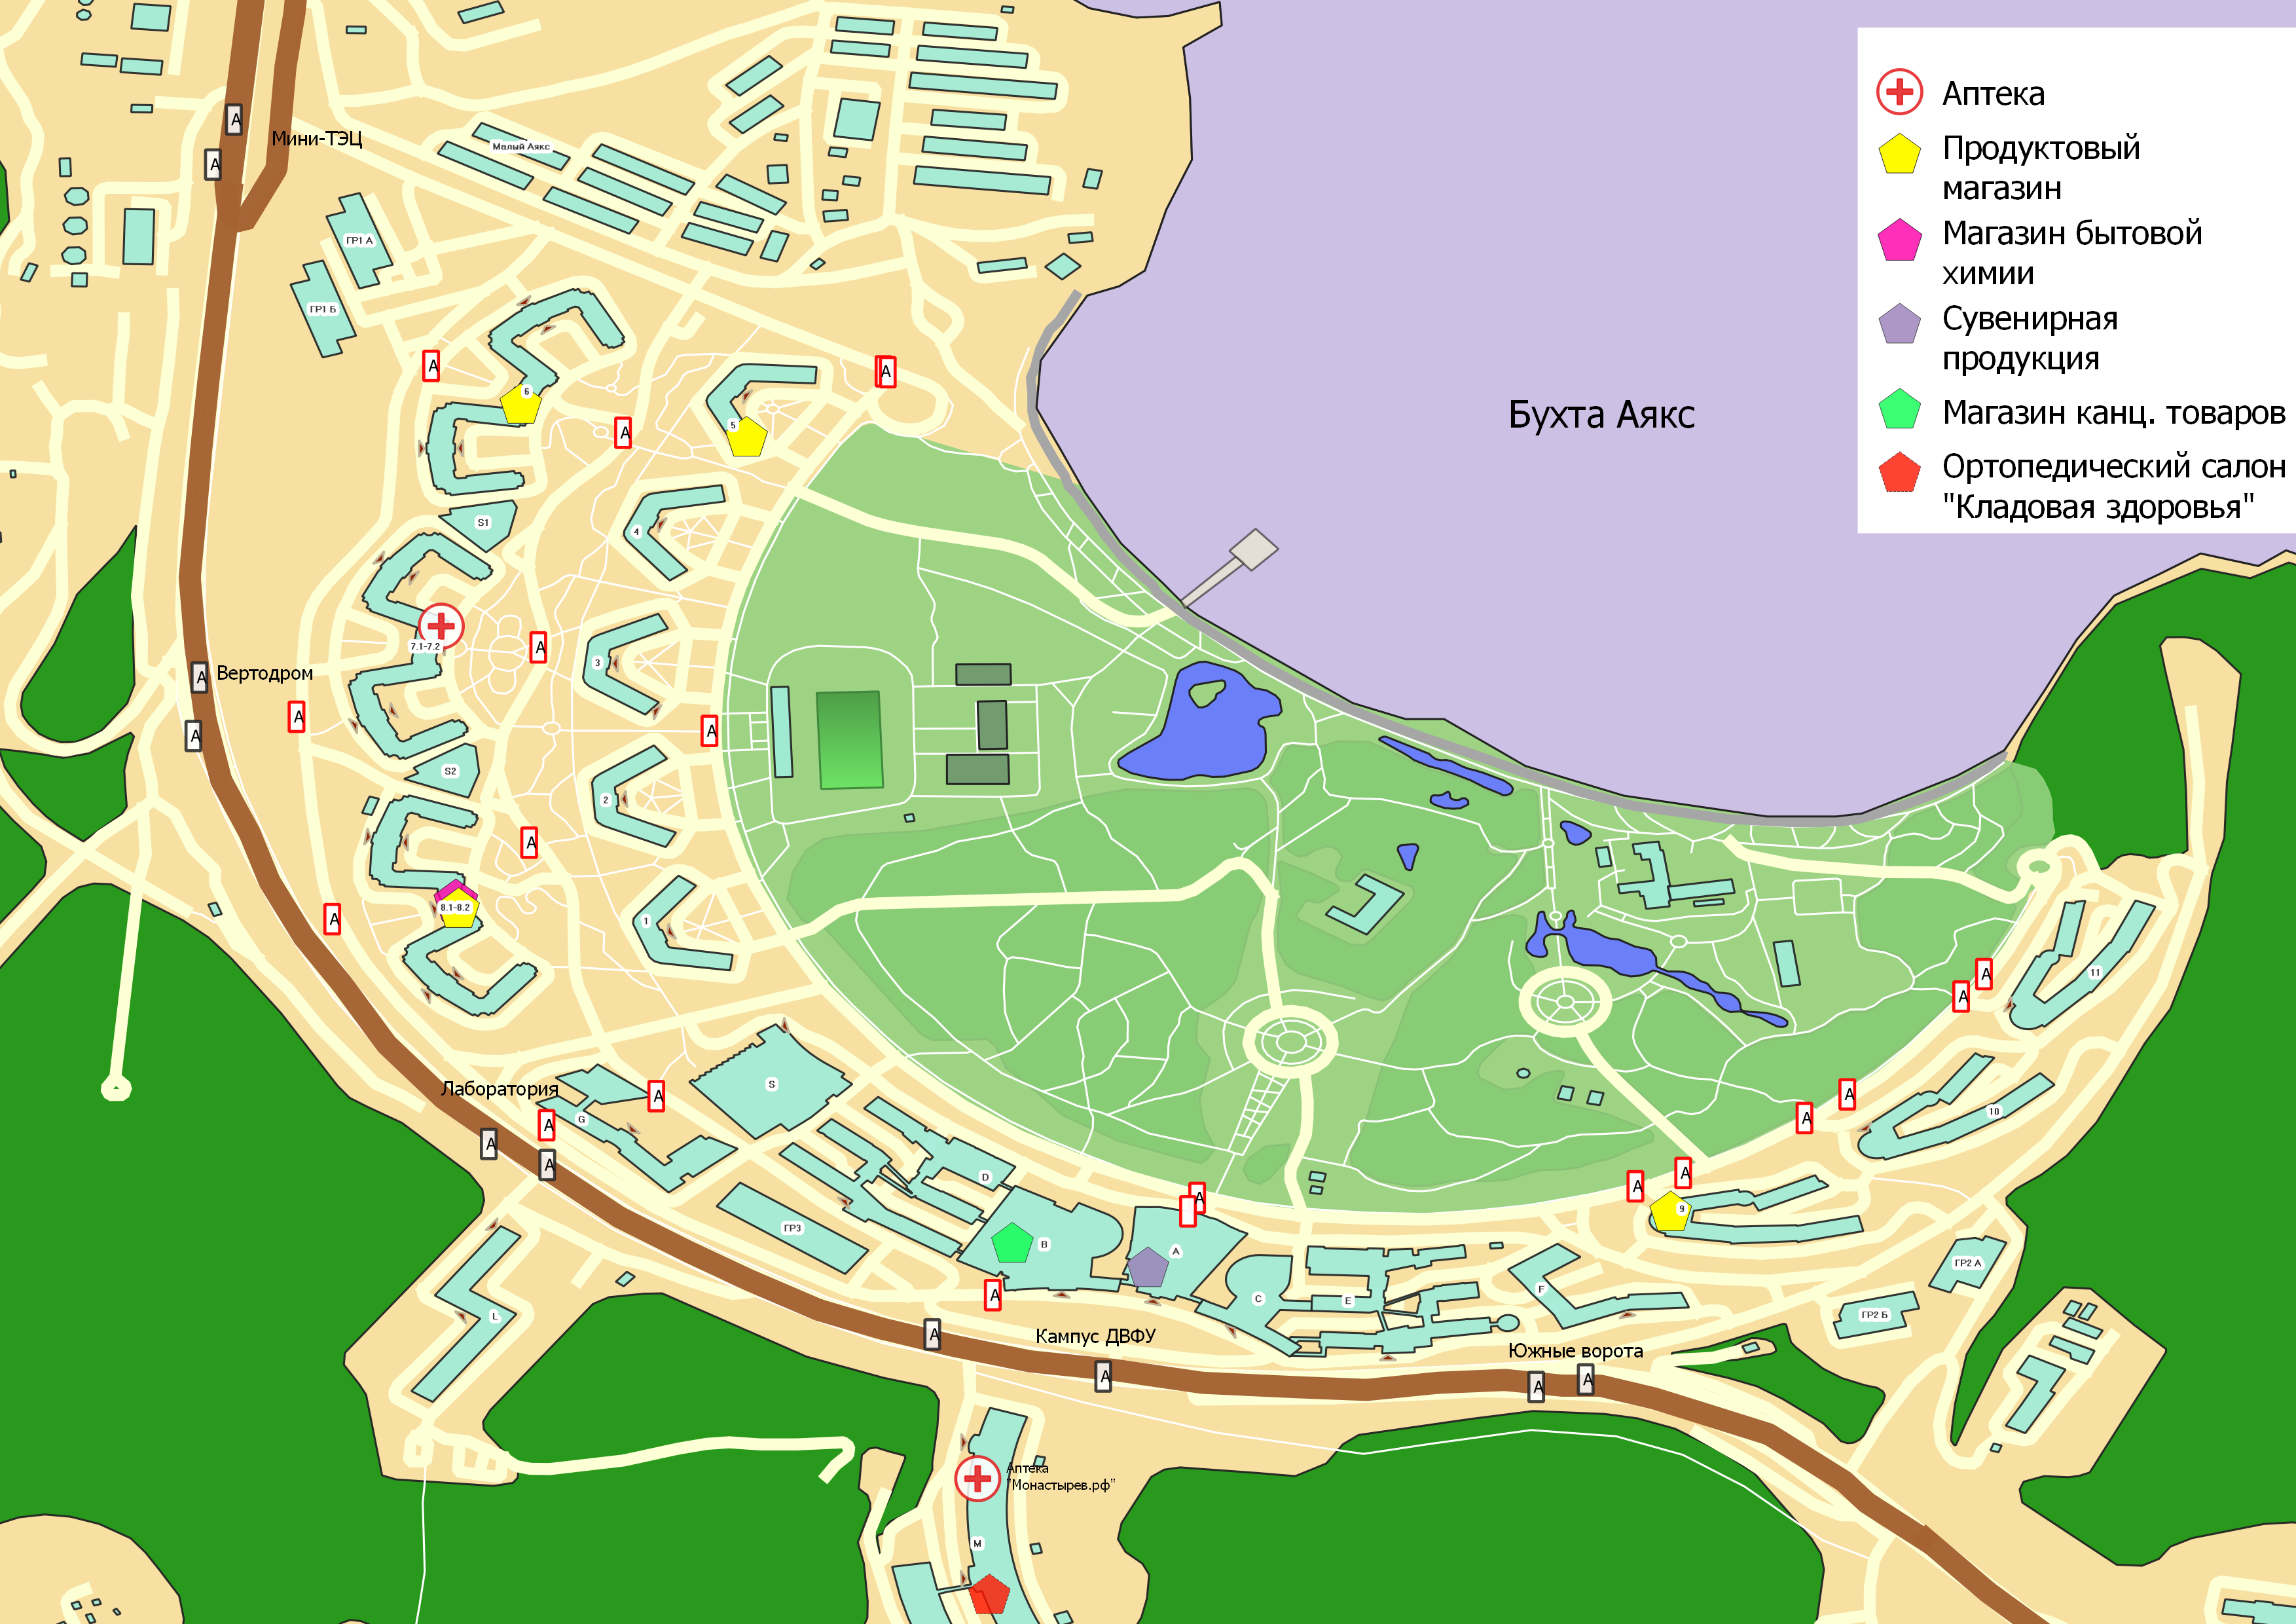 Аптека
Продуктовый
магазин
Магазин бытовой
химии
Сувенирная
продукция
Магазин канц. товаров
Ортопедический салон
"Кладовая здоровья"
Бухта Аякс
A
Мини-ТЭЦ
A
Малый Аякс
ГР1 А
ГР1 Б
A
A
6
A
5
S1
4
7.1-7.2
A
3
Вертодром
A
A
A
A
S2
2
A
8.1-8.2
A
1
11
A
A
S
Лаборатория
A
G
A
A
A
A
A
10
D
A
A
9
A
ГР3
B
A
ГР2 А
A
C
E
F
ГР2 Б
L
A
Кампус ДВФУ
Южные ворота
A
A
A
A
Аптека
"Монастырев.рф"
M